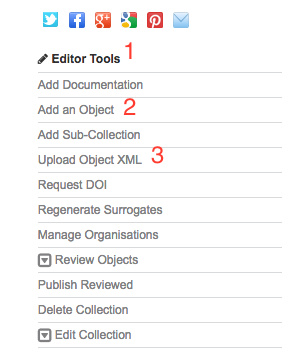 Editor Tools 1
Add Documentation
Add an Object 2
Add Sub-Collection
Upload Object XML 3
Request DOI
Regenerate Surrogates
Manage Organisations
Review Objects
Publish Reviewed
Delete Collection
Edit Collection